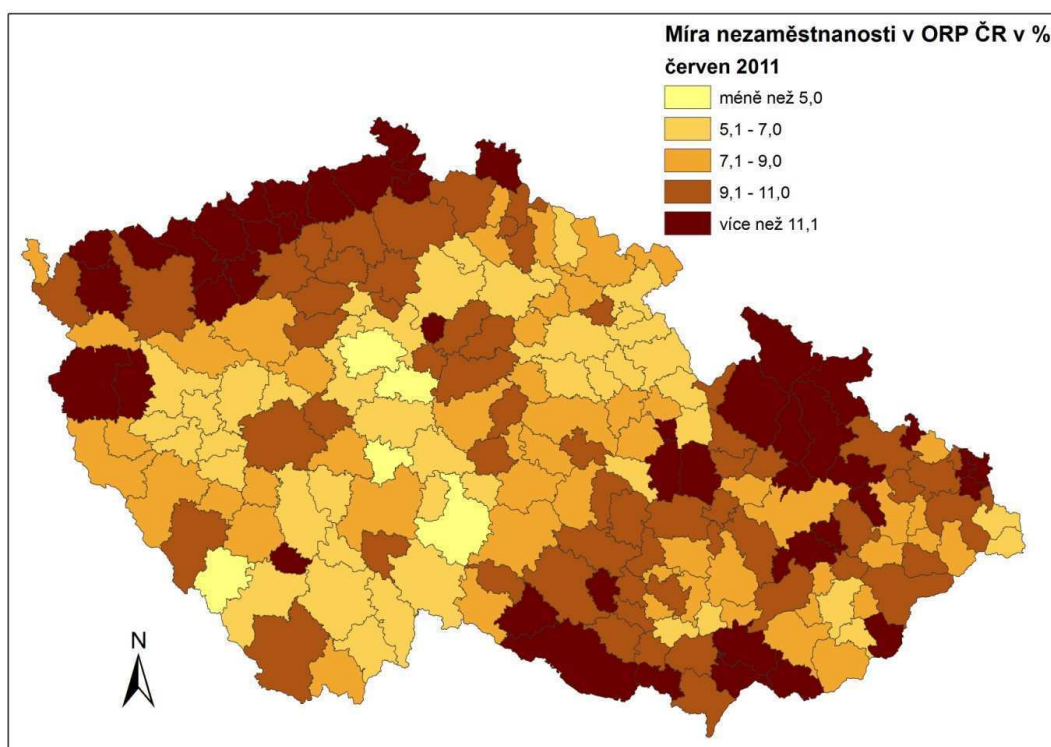 Míra nezaměstnanosti v ORP ČR v %
červen 2011
méně než 5,0
5,1 - 7,0
7,1 - 9,0
9,1 - 11,0
více než 11,1
N